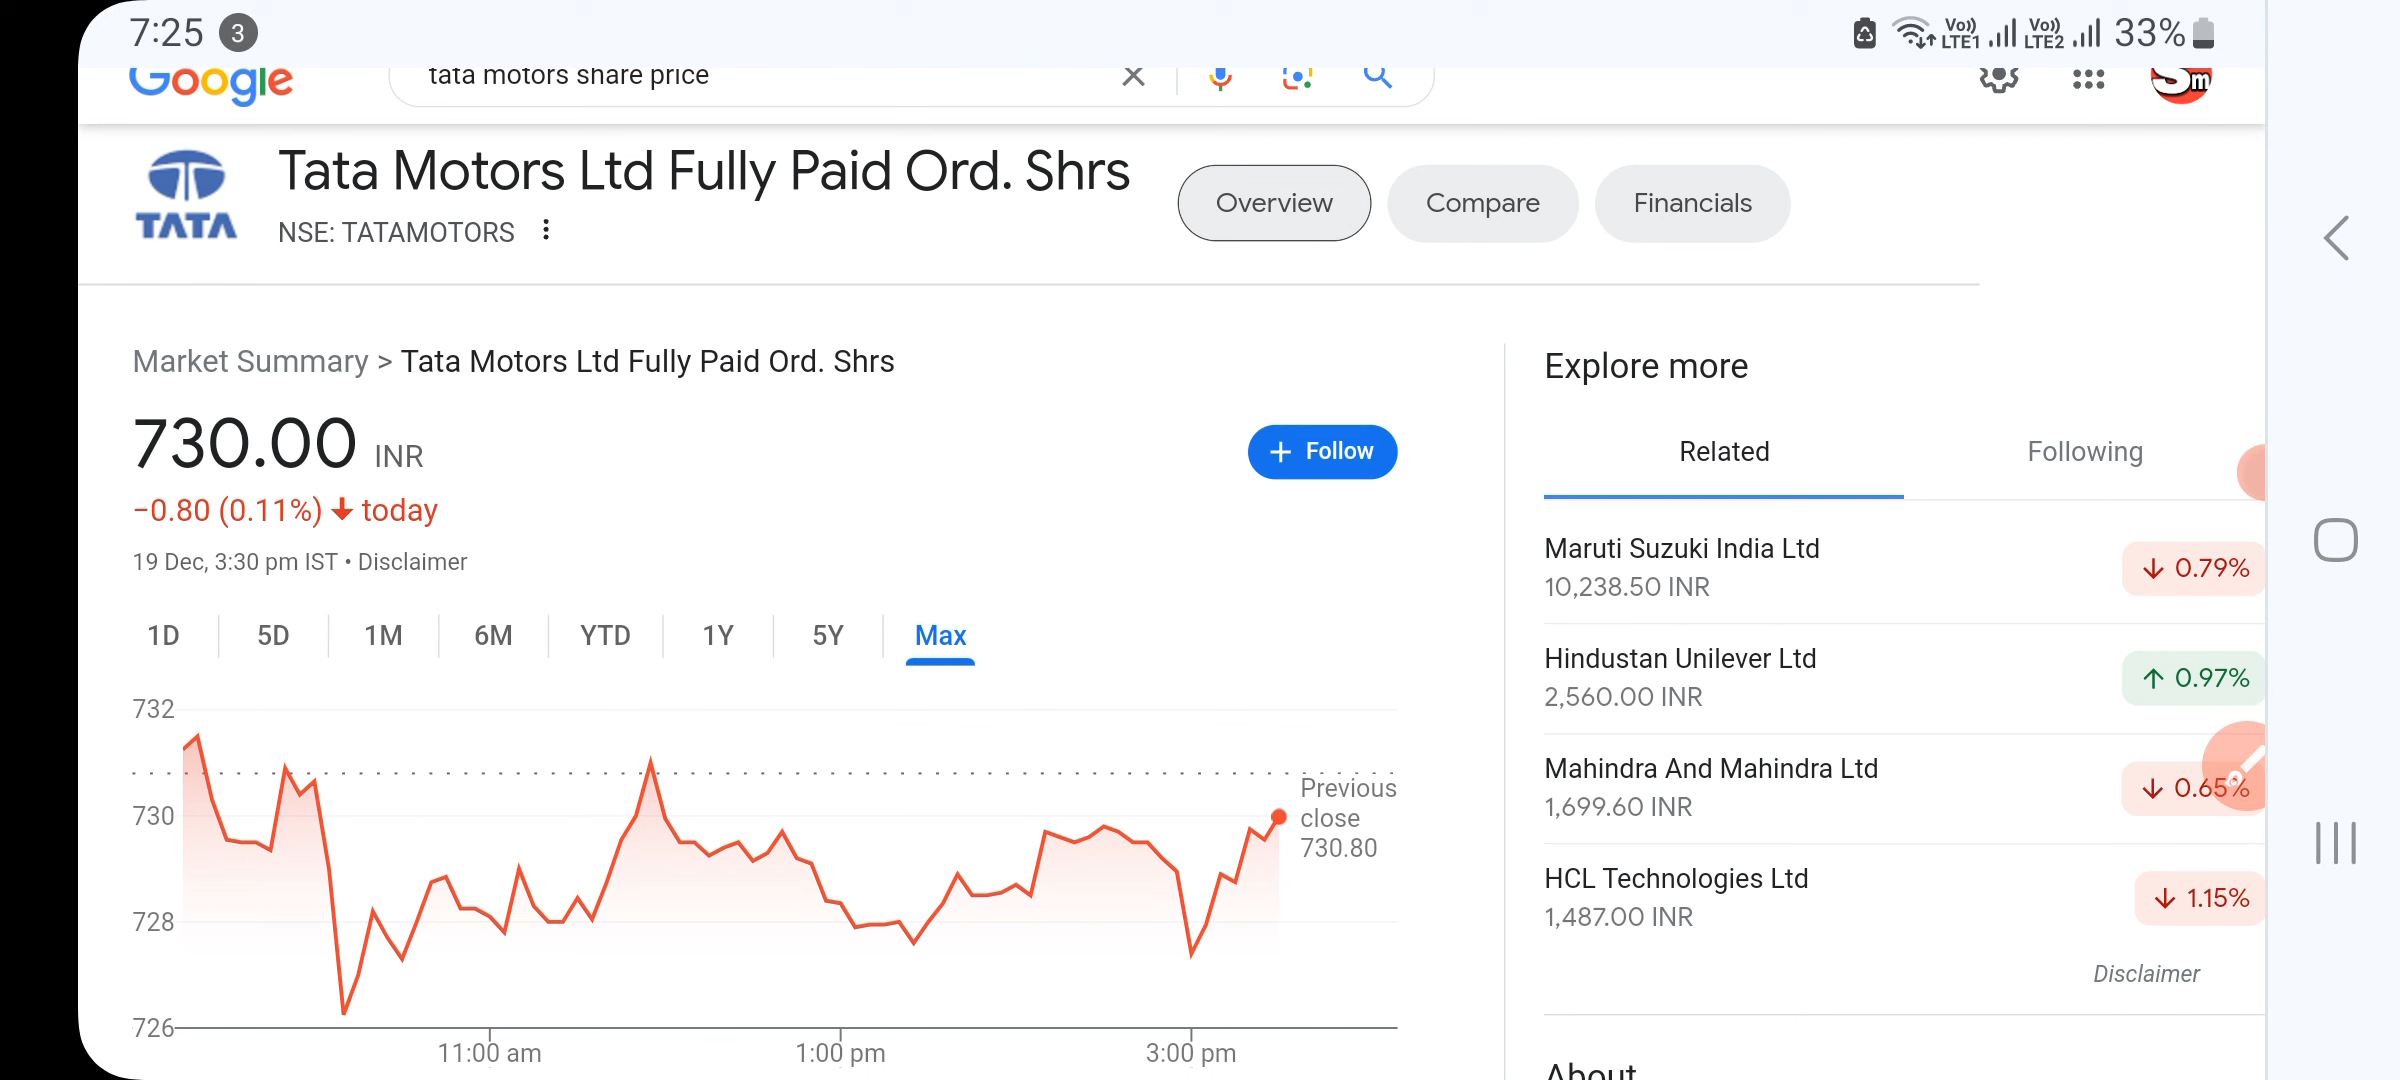 7:25 3 Vo)) LTE1 Vo)) LTE2 33%
Google tata motors share price Sm
TATA
Tata Motors Ltd Fully Paid Ord. Shrs
NSE: TATAMOTORS
Overview Compare Financials
Market Summary > Tata Motors Ltd Fully Paid Ord. Shrs
730.00 INR
+ Follow
−0.80 (0.11%) today
19 Dec, 3:30 pm IST • Disclaimer
1D 5D 1M 6M YTD 1Y 5Y Max
732
730
728
726
Previous
close
730.80
11:00 am 1:00 pm 3:00 pm
Explore more
Related Following
Maruti Suzuki India Ltd
10,238.50 INR
0.79%
Hindustan Unilever Ltd
2,560.00 INR
0.97%
Mahindra And Mahindra Ltd
1,699.60 INR
0.65%
HCL Technologies Ltd
1,487.00 INR
1.15%
Disclaimer
About